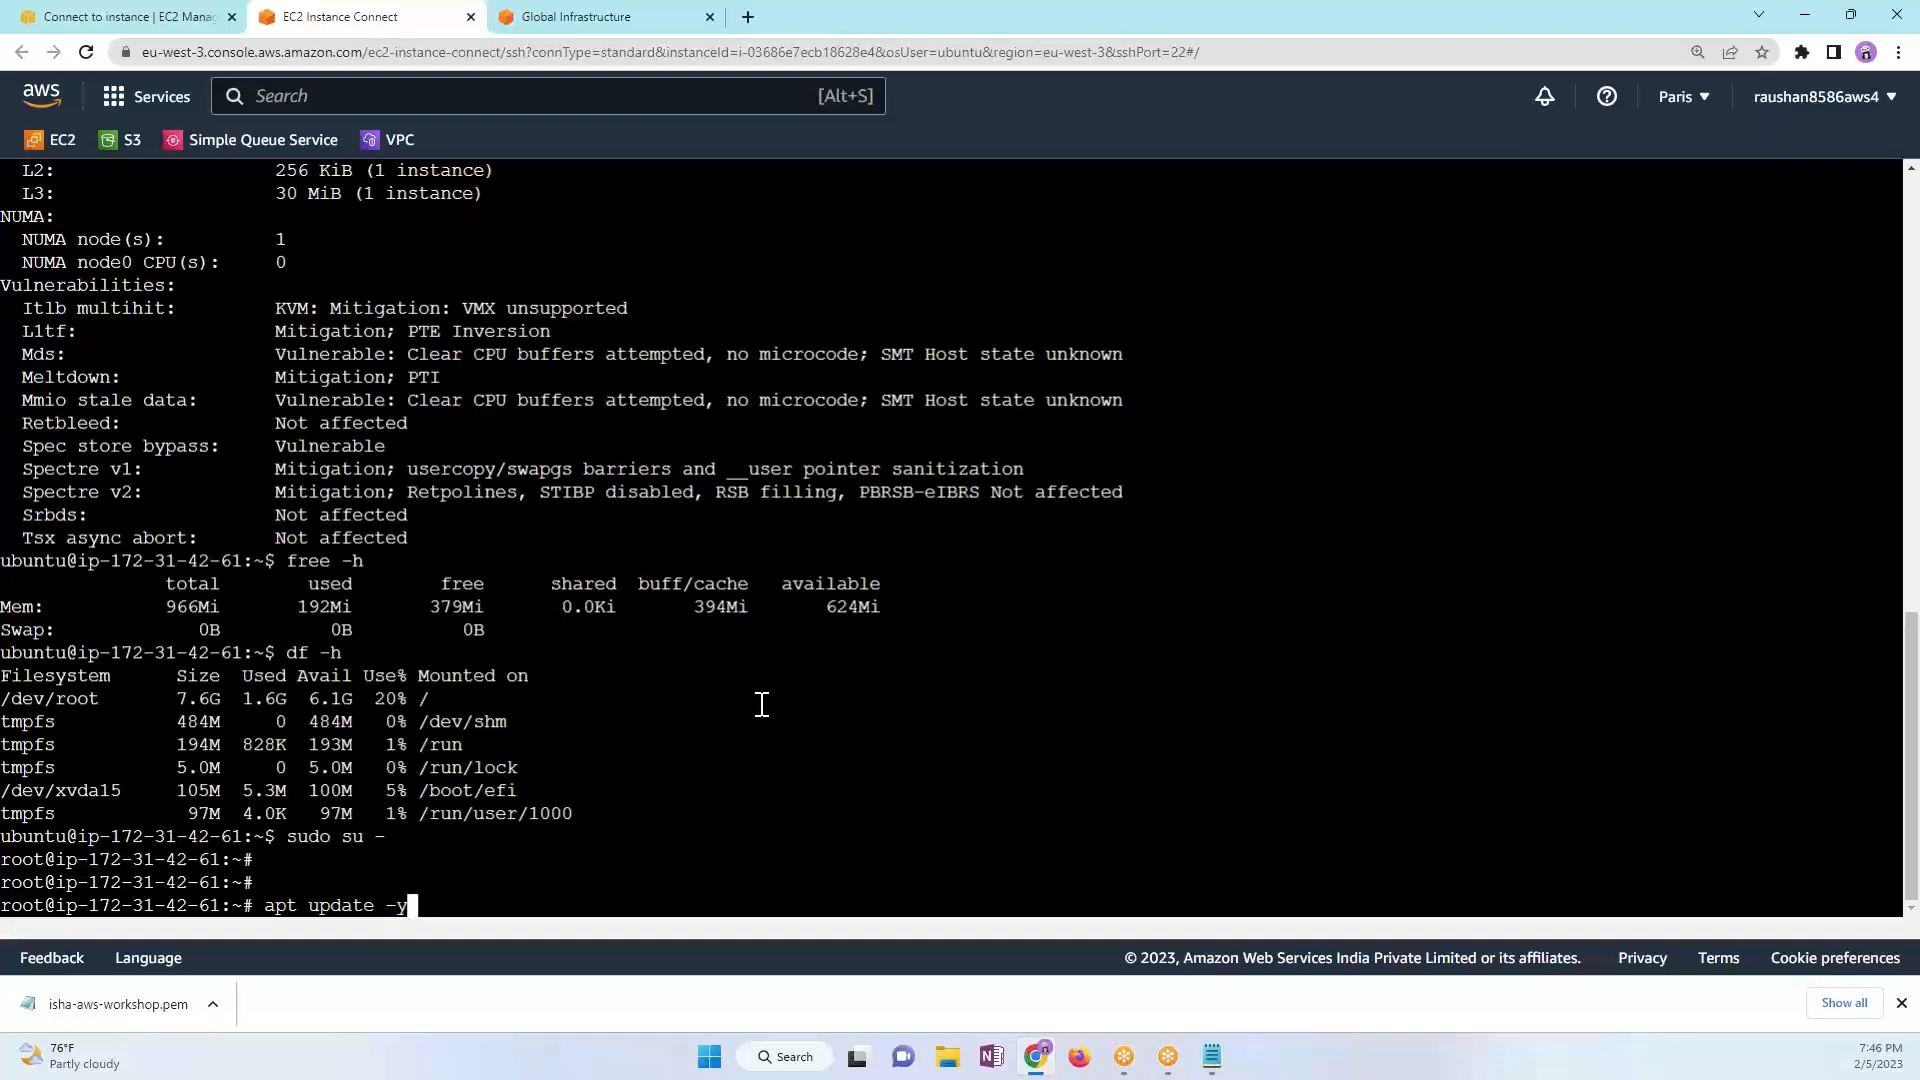 Connect to instance | EC2 Mana
EC2 Instance Connect
Global Infrastructure
eu-west-3.console.aws.amazon.com/ec2-instance-connect/ssh?connType=standard&instanceId=i-03686e7ecb18628e4&osUser=ubuntu&region=eu-west-3&sshPort=22#/
aws
Services
Search
[Alt+S]
Paris
raushan8586aws4
EC2
S3
Simple Queue Service
VPC
L2: 256 KiB (1 instance)
L3: 30 MiB (1 instance)
NUMA:
NUMA node(s): 1
NUMA node0 CPU(s): 0
Vulnerabilities:
Itlb multihit: KVM: Mitigation: VMX unsupported
L1tf: Mitigation; PTE Inversion
Mds: Vulnerable: Clear CPU buffers attempted, no microcode; SMT Host state unknown
Meltdown: Mitigation; PTI
Mmio stale data: Vulnerable: Clear CPU buffers attempted, no microcode; SMT Host state unknown
Retbleed: Not affected
Spec store bypass: Vulnerable
Spectre v1: Mitigation; usercopy/swapgs barriers and __user pointer sanitization
Spectre v2: Mitigation; Retpolines, STIBP disabled, RSB filling, PBRSB-eIBRS Not affected
Srbds: Not affected
Tsx async abort: Not affected
ubuntu@ip-172-31-42-61:~$ free -h
total used free shared buff/cache available
Mem: 966Mi 192Mi 379Mi 0.0Ki 394Mi 624Mi
Swap: 0B 0B 0B
ubuntu@ip-172-31-42-61:~$ df -h
Filesystem Size Used Avail Use% Mounted on
/dev/root 7.6G 1.6G 6.1G 20% /
tmpfs 484M 0 484M 0% /dev/shm
tmpfs 194M 828K 193M 1% /run
tmpfs 5.0M 0 5.0M 0% /run/lock
/dev/xvda15 105M 5.3M 100M 5% /boot/efi
tmpfs 97M 4.0K 97M 1% /run/user/1000
ubuntu@ip-172-31-42-61:~$ sudo su -
root@ip-172-31-42-61:~#
root@ip-172-31-42-61:~#
root@ip-172-31-42-61:~# apt update -y
Feedback
Language
© 2023, Amazon Web Services India Private Limited or its affiliates.
Privacy
Terms
Cookie preferences
isha-aws-workshop.pem
Show all
76°F
Partly cloudy
Search
7:46 PM
2/5/2023